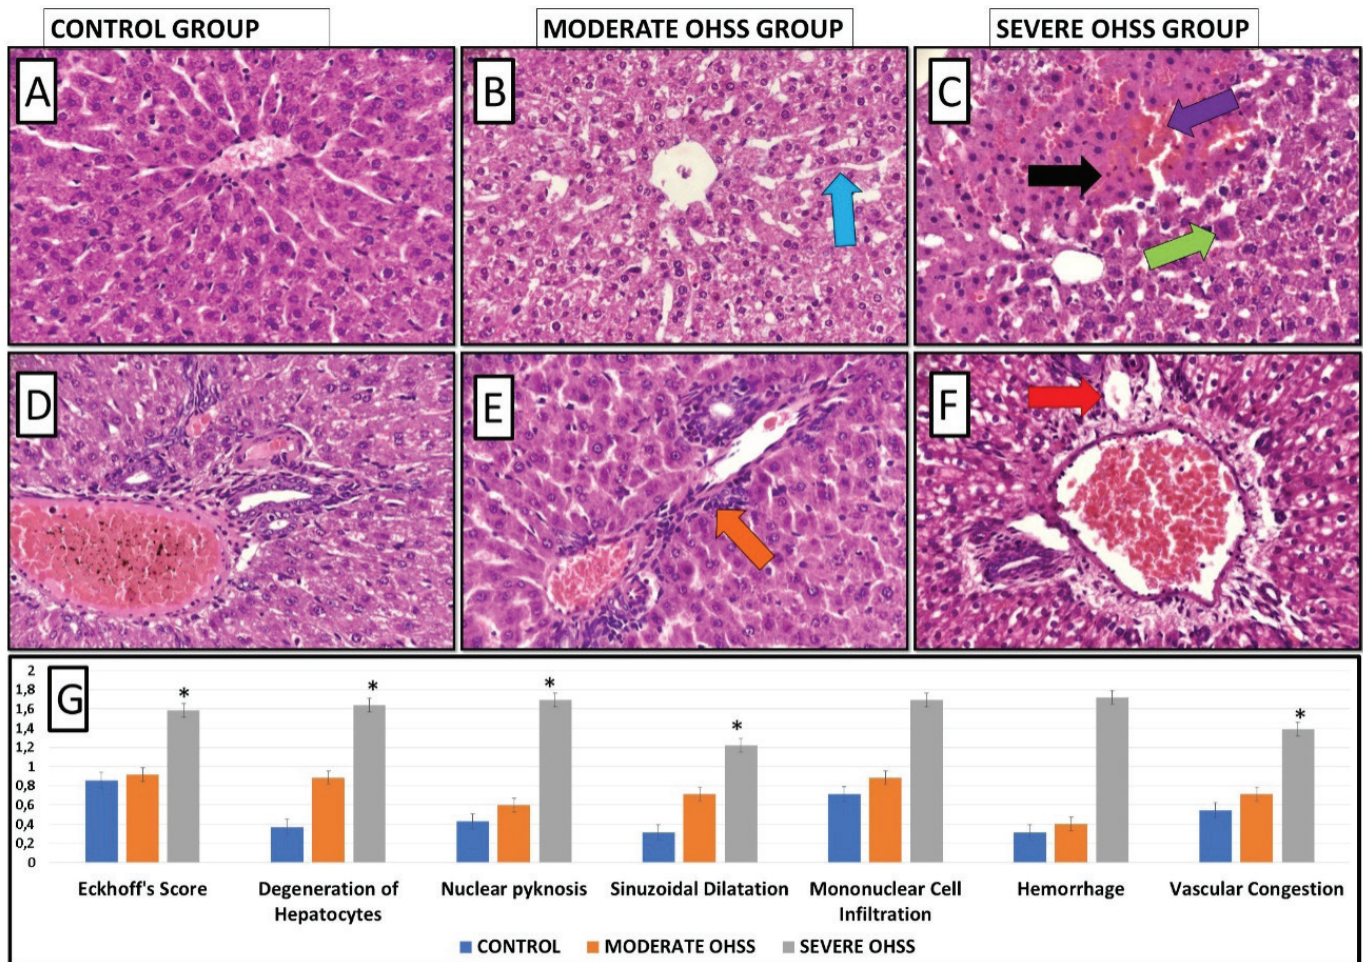 CONTROL GROUP
MODERATE OHSS GROUP
SEVERE OHSS GROUP
A
B
C
D
E
F
G
2
1,8
1,6
1,4
1,2
1
0,8
0,6
0,4
0,2
0
*
*
*
*
*
Eckhoff's Score
Degeneration of
Hepatocytes
Nuclear pyknosis
Sinuzoidal Dilatation
Mononuclear Cell
Infiltration
Hemorrhage
Vascular Congestion
CONTROL
MODERATE OHSS
SEVERE OHSS